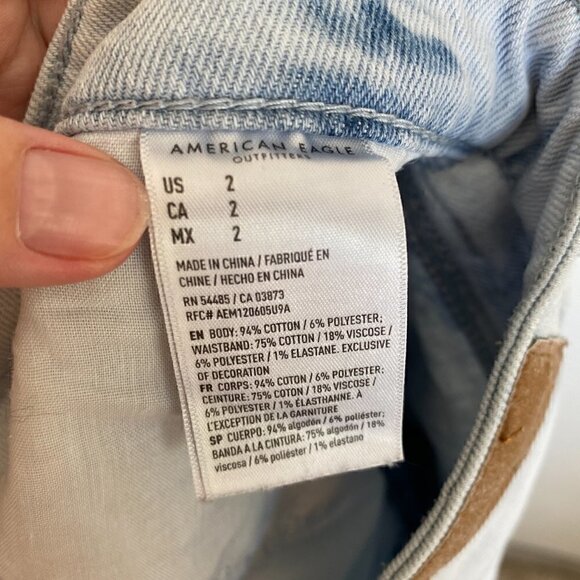 AMERICAN EAGLE
OUTFITTERS
US 2
CA 2
MX 2
MADE IN CHINA / FABRIQUÉ EN
CHINE / HECHO EN CHINA
RN 54485 / CA 03873
RFC# AEM120605U9A
EN BODY: 94% COTTON / 6% POLYESTER;
WAISTBAND: 75% COTTON / 18% VISCOSE /
6% POLYESTER / 1% ELASTANE. EXCLUSIVE
OF DECORATION
FR CORPS: 94% COTON / 6% POLYESTER;
CEINTURE: 75% COTON / 18% VISCOSE /
6% POLYESTER / 1% ÉLASTHANNE. À
L'EXCEPTION DE LA GARNITURE
SP CUERPO: 94% algodón / 6% poliéster;
BANDA A LA CINTURA: 75% algodón / 18%
viscosa / 6% poliéster / 1% elastano